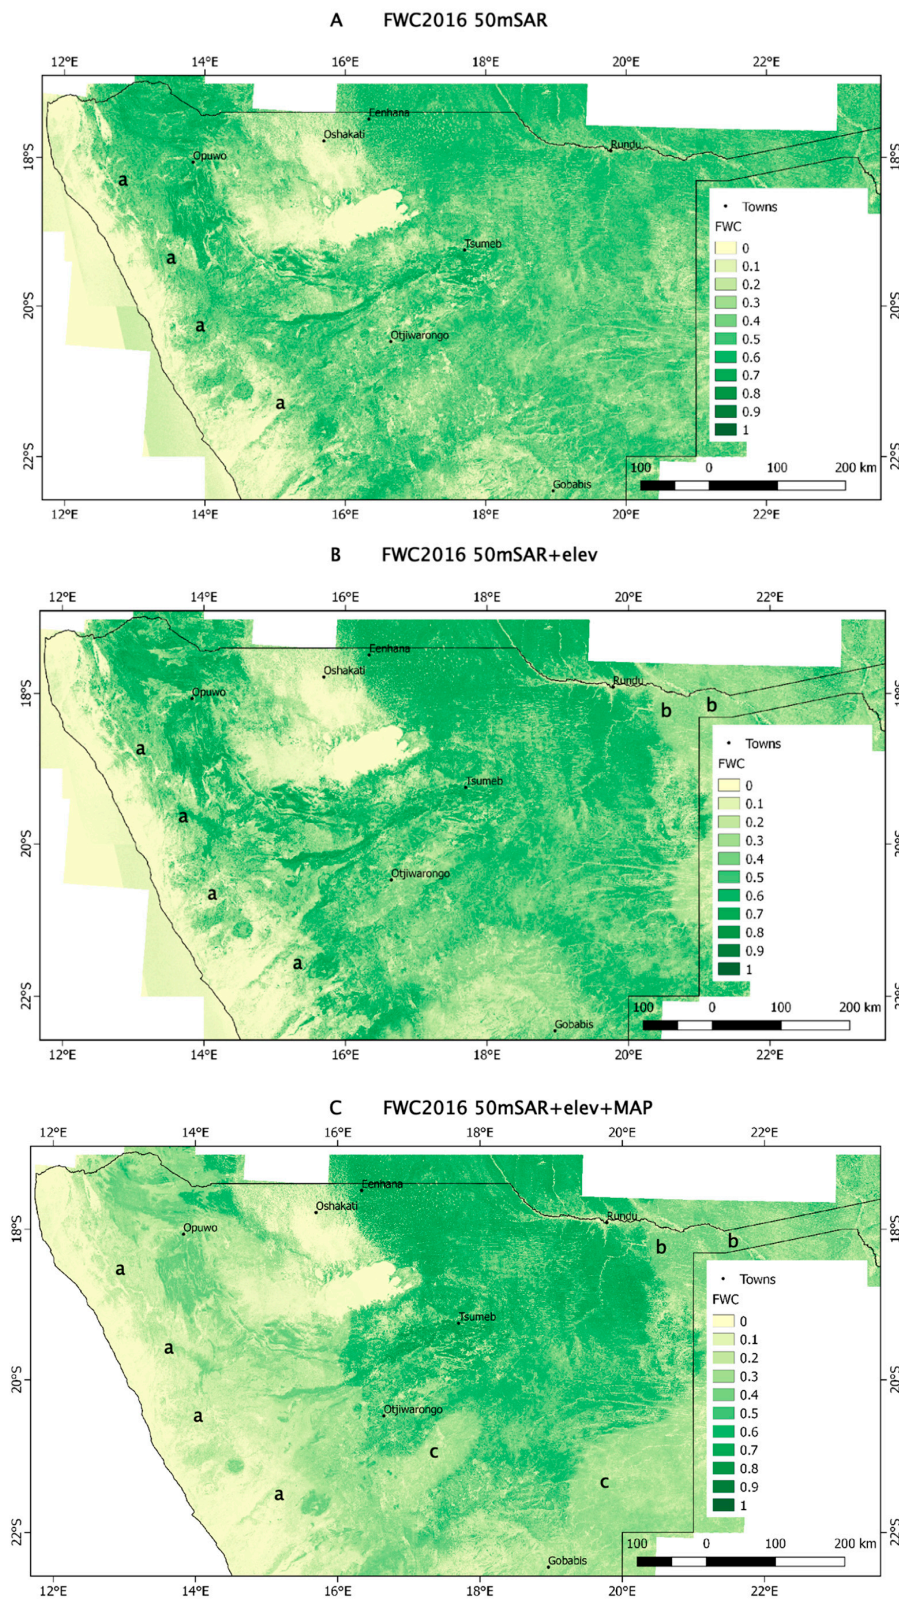 A FWC2016 50mSAR
12°E 14°E 16°E 18°E 20°E 22°E
Eenhana
Oshakati
Rundu
Opuwo
18°S 18°S
a
• Towns
FWC
Tsumeb
0
a
0.1
0.2
20°S 20°S
0.3
a
0.4
Otjiwarongo
0.5
0.6
0.7
a
0.8
0.9
1
22°S 22°S
100 0 100 200 km
Gobabis
12°E 14°E 16°E 18°E 20°E 22°E
B FWC2016 50mSAR+elev
12°E 14°E 16°E 18°E 20°E 22°E
Eenhana
Oshakati
Rundu
18°S Opuwo 18°S
b b
a
• Towns
FWC
Tsumeb
0
0.1
a
0.2
20°S 20°S
0.3
0.4
Otjiwarongo
0.5
a
0.6
0.7
0.8
a
0.9
1
22°S 22°S
100 0 100 200 km
Gobabis
12°E 14°E 16°E 18°E 20°E 22°E
C FWC2016 50mSAR+elev+MAP
12°E 14°E 16°E 18°E 20°E 22°E
Eenhana
Oshakati
Rundu
18°S Opuwo 18°S
b b
a
• Towns
FWC
Tsumeb
0
0.1
a
0.2
20°S 20°S
0.3
0.4
Otjiwarongo
a
0.5
0.6
c
0.7
c
0.8
a
0.9
1
22°S 22°S
100 0 100 200 km
Gobabis
12°E 14°E 16°E 18°E 20°E 22°E